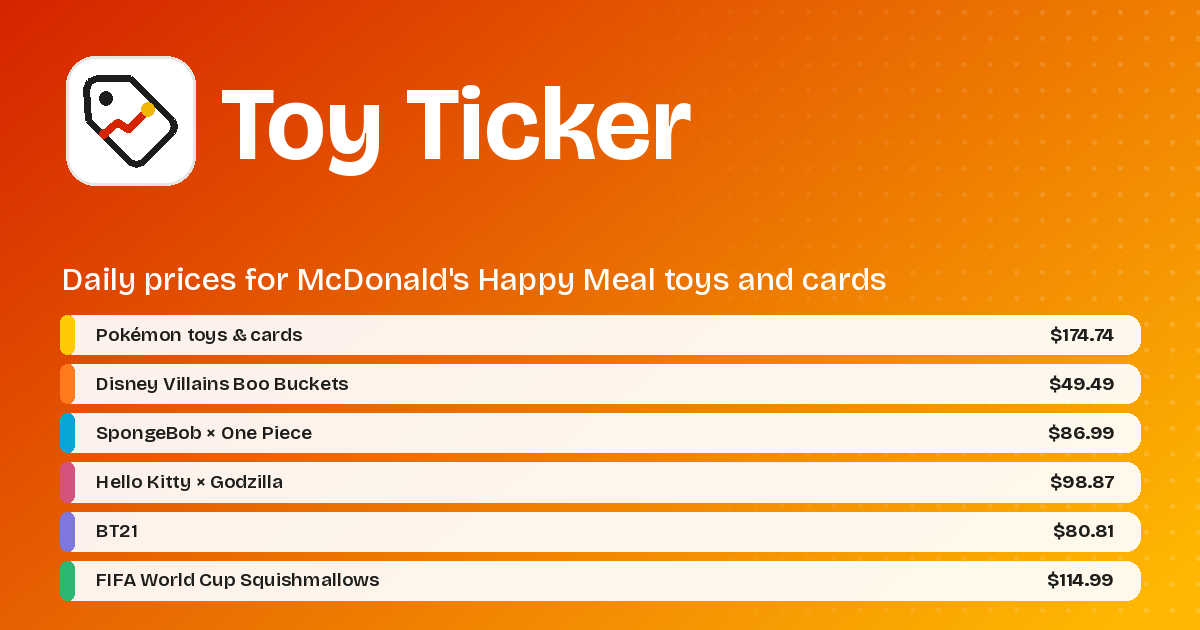 Toy Ticker
Daily prices for McDonald's Happy Meal toys and cards
Pokémon toys & cards $174.74
Disney Villains Boo Buckets $49.49
SpongeBob × One Piece $86.99
Hello Kitty × Godzilla $98.87
BT21 $80.81
FIFA World Cup Squishmallows $114.99